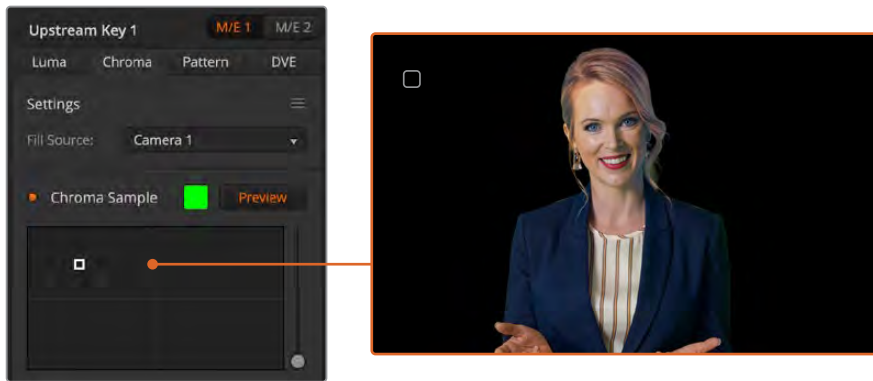 Upstream Key 1 M/E 1 M/E 2
Luma Chroma Pattern DVE
Settings
Fill Source: Camera 1
Chroma Sample Preview